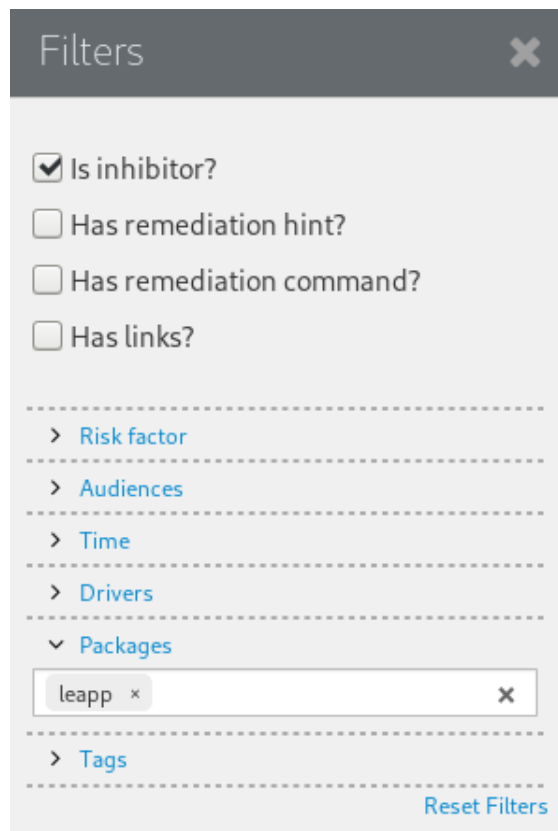 Filters
Is inhibitor?
Has remediation hint?
Has remediation command?
Has links?
Risk factor
Audiences
Time
Drivers
Packages
leapp ×
Tags
Reset Filters